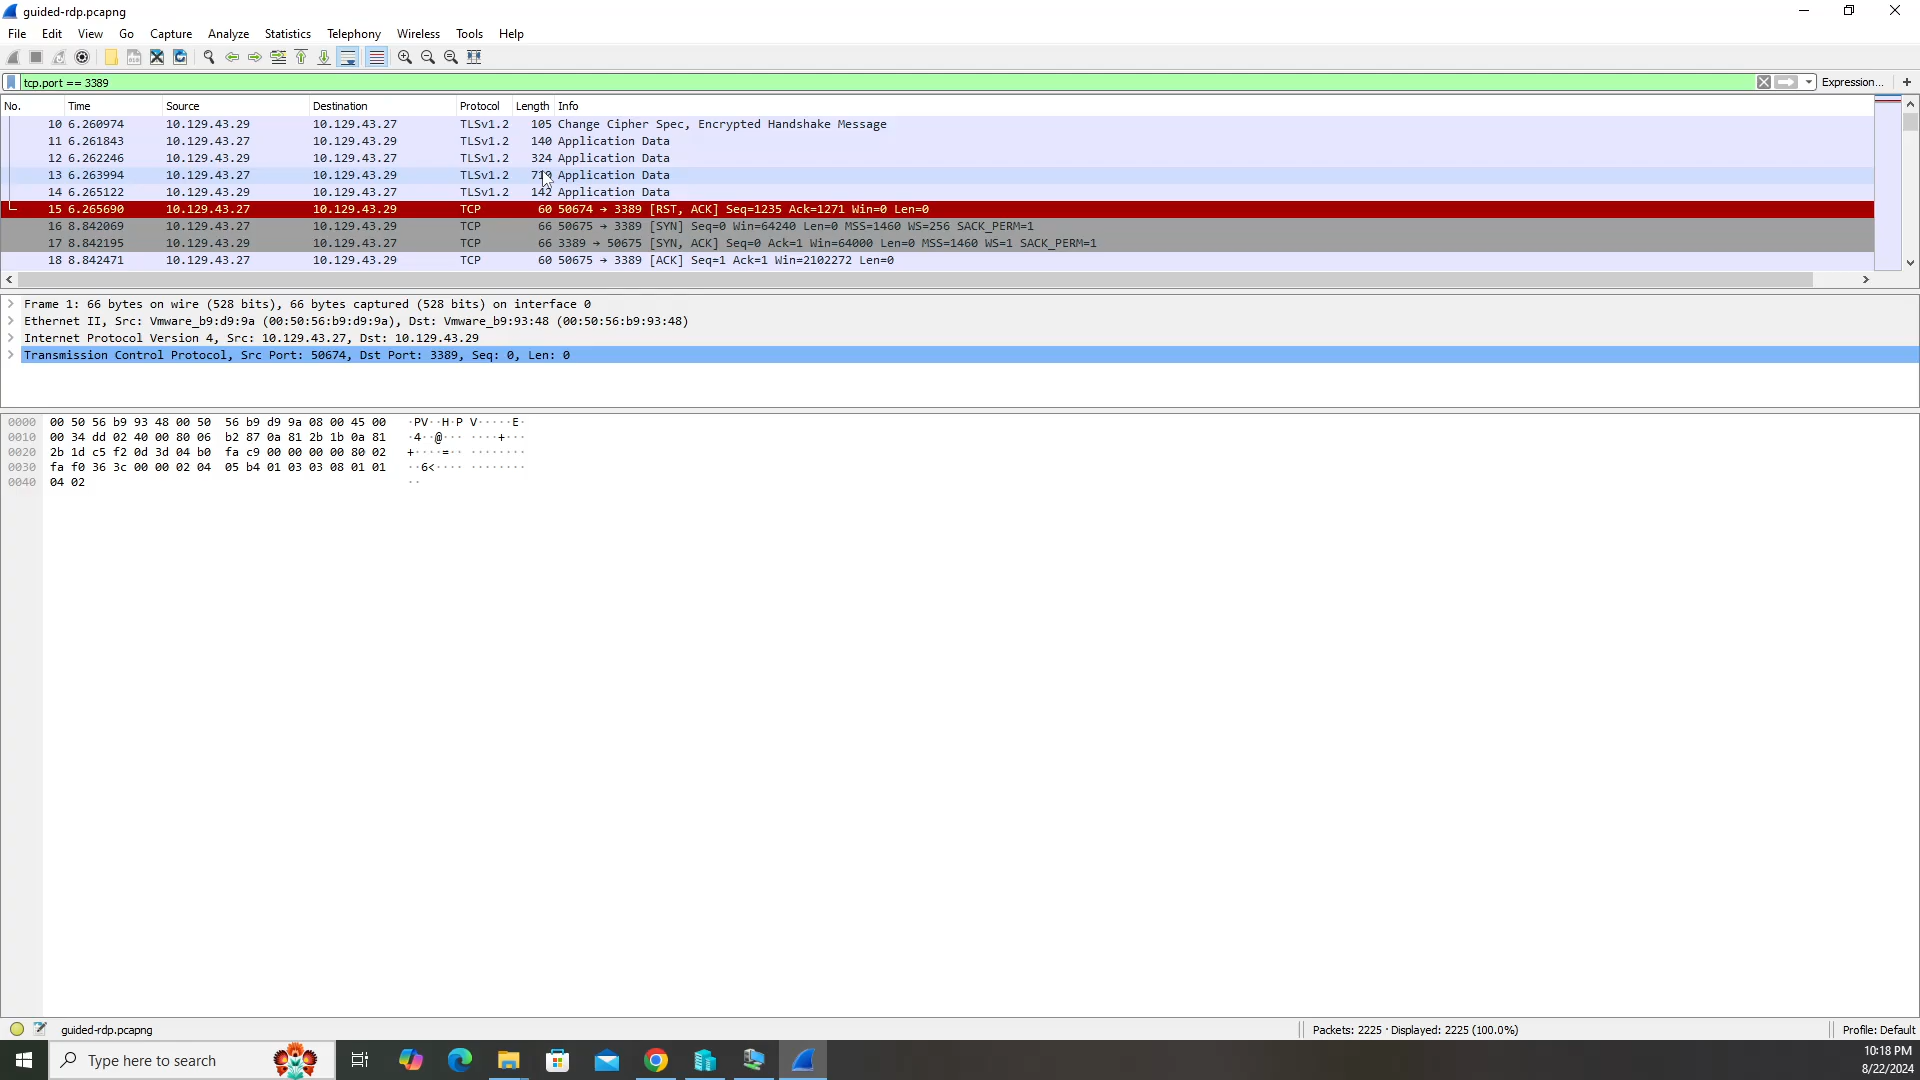 guided-rdp.pcapng
File Edit View Go Capture Analyze Statistics Telephony Wireless Tools Help
tcp.port == 3389 Expression… +
No. Time Source Destination Protocol Length Info
10 6.260974 10.129.43.29 10.129.43.27 TLSv1.2 105 Change Cipher Spec, Encrypted Handshake Message
11 6.261843 10.129.43.27 10.129.43.29 TLSv1.2 140 Application Data
12 6.262246 10.129.43.29 10.129.43.27 TLSv1.2 324 Application Data
13 6.263994 10.129.43.27 10.129.43.29 TLSv1.2 Application Data
14 6.265122 10.129.43.29 10.129.43.27 TLSv1.2 142 Application Data
15 6.265690 10.129.43.27 10.129.43.29 TCP 60 50674 → 3389 [RST, ACK] Seq=1235 Ack=1271 Win=0 Len=0
16 8.842069 10.129.43.27 10.129.43.29 TCP 66 50675 → 3389 [SYN] Seq=0 Win=64240 Len=0 MSS=1460 WS=256 SACK_PERM=1
17 8.842195 10.129.43.29 10.129.43.27 TCP 66 3389 → 50675 [SYN, ACK] Seq=0 Ack=1 Win=64000 Len=0 MSS=1460 WS=1 SACK_PERM=1
18 8.842471 10.129.43.27 10.129.43.29 TCP 60 50675 → 3389 [ACK] Seq=1 Ack=1 Win=2102272 Len=0
Frame 1: 66 bytes on wire (528 bits), 66 bytes captured (528 bits) on interface 0
Ethernet II, Src: Vmware_b9:d9:9a (00:50:56:b9:d9:9a), Dst: Vmware_b9:93:48 (00:50:56:b9:93:48)
Internet Protocol Version 4, Src: 10.129.43.27, Dst: 10.129.43.29
Transmission Control Protocol, Src Port: 50674, Dst Port: 3389, Seq: 0, Len: 0
0000 00 50 56 b9 93 48 00 50 56 b9 d9 9a 08 00 45 00 ·PV··H·P V·····E·
0010 00 34 dd 02 40 00 80 06 b2 87 0a 81 2b 1b 0a 81 ·4··@··· ····+···
0020 2b 1d c5 f2 0d 3d 04 b0 fa c9 00 00 00 00 80 02 +····=·· ········
0030 fa f0 36 3c 00 00 02 04 05 b4 01 03 03 08 01 01 ··6<···· ········
0040 04 02 ··
guided-rdp.pcapng Packets: 2225 · Displayed: 2225 (100.0%) Profile: Default
Type here to search 10:18 PM
8/22/2024